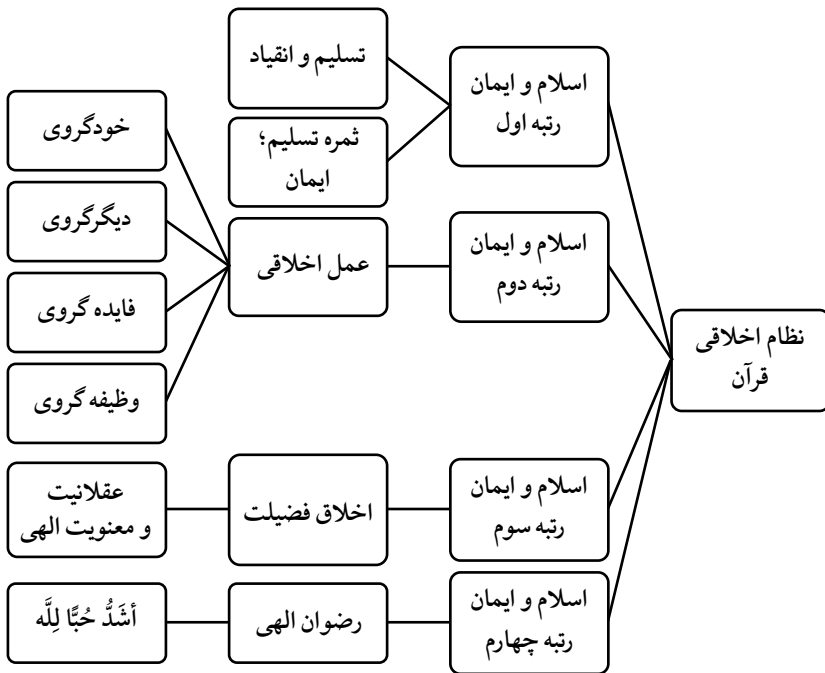 نظام اخلاقی
قرآن
اسلام و ایمان
رتبه اول
تسلیم و انقیاد
ثمره تسلیم؛
ایمان
اسلام و ایمان
رتبه دوم
عمل اخلاقی
خودگروی
دیگرگروی
فایده گروی
وظیفه گروی
اسلام و ایمان
رتبه سوم
اخلاق فضیلت
عقلانیت
و معنویت الهی
اسلام و ایمان
رتبه چهارم
رضوان الهی
أشَدُّ حُبًّا لِلَّه